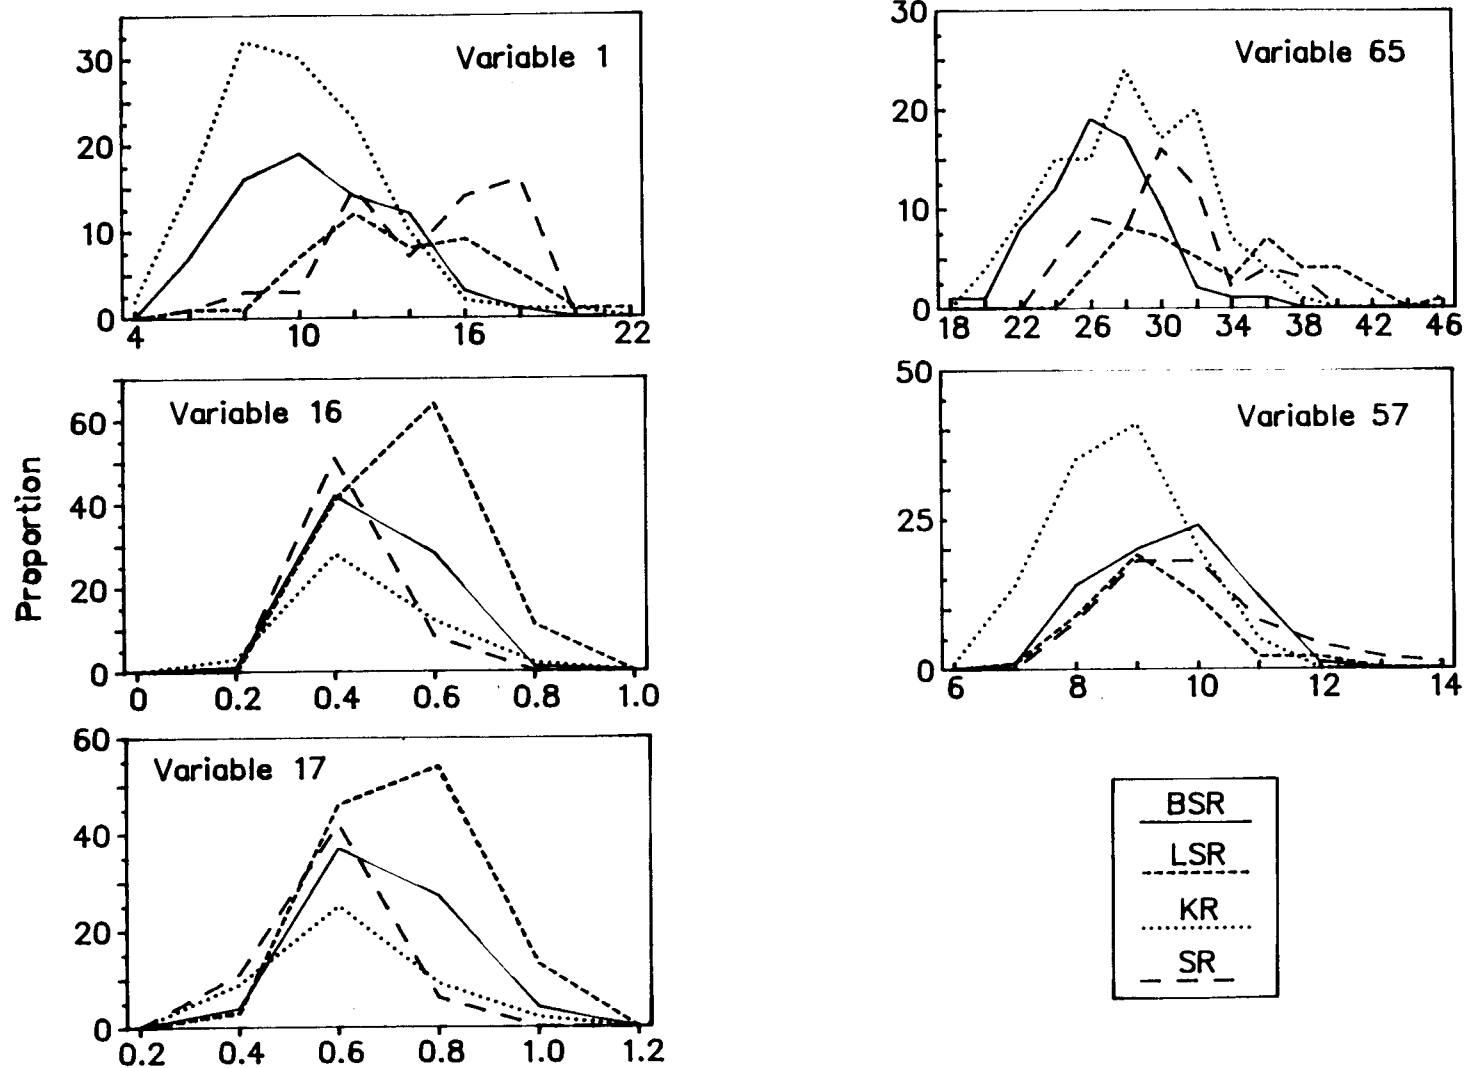 Variable 1
30
20
10
0
4 10 16 22
Variable 65
30
20
10
0
18 22 26 30 34 38 42 46
Proportion
Variable 16
60
40
20
0
0 0.2 0.4 0.6 0.8 1.0
Variable 57
50
25
0
6 8 10 12 14
Variable 17
60
40
20
0
0.2 0.4 0.6 0.8 1.0 1.2
BSR
LSR
KR
SR